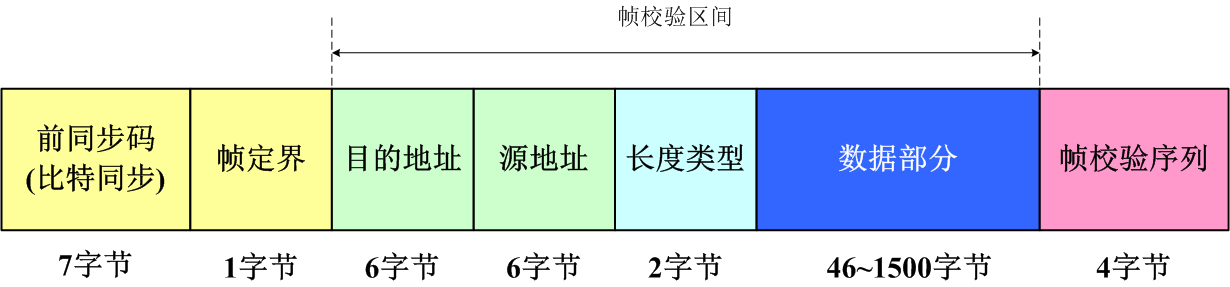 帧校验区间
前同步码
(比特同步)
帧定界
目的地址
源地址
长度类型
数据部分
帧校验序列
7字节
1字节
6字节
6字节
2字节
46~1500字节
4字节